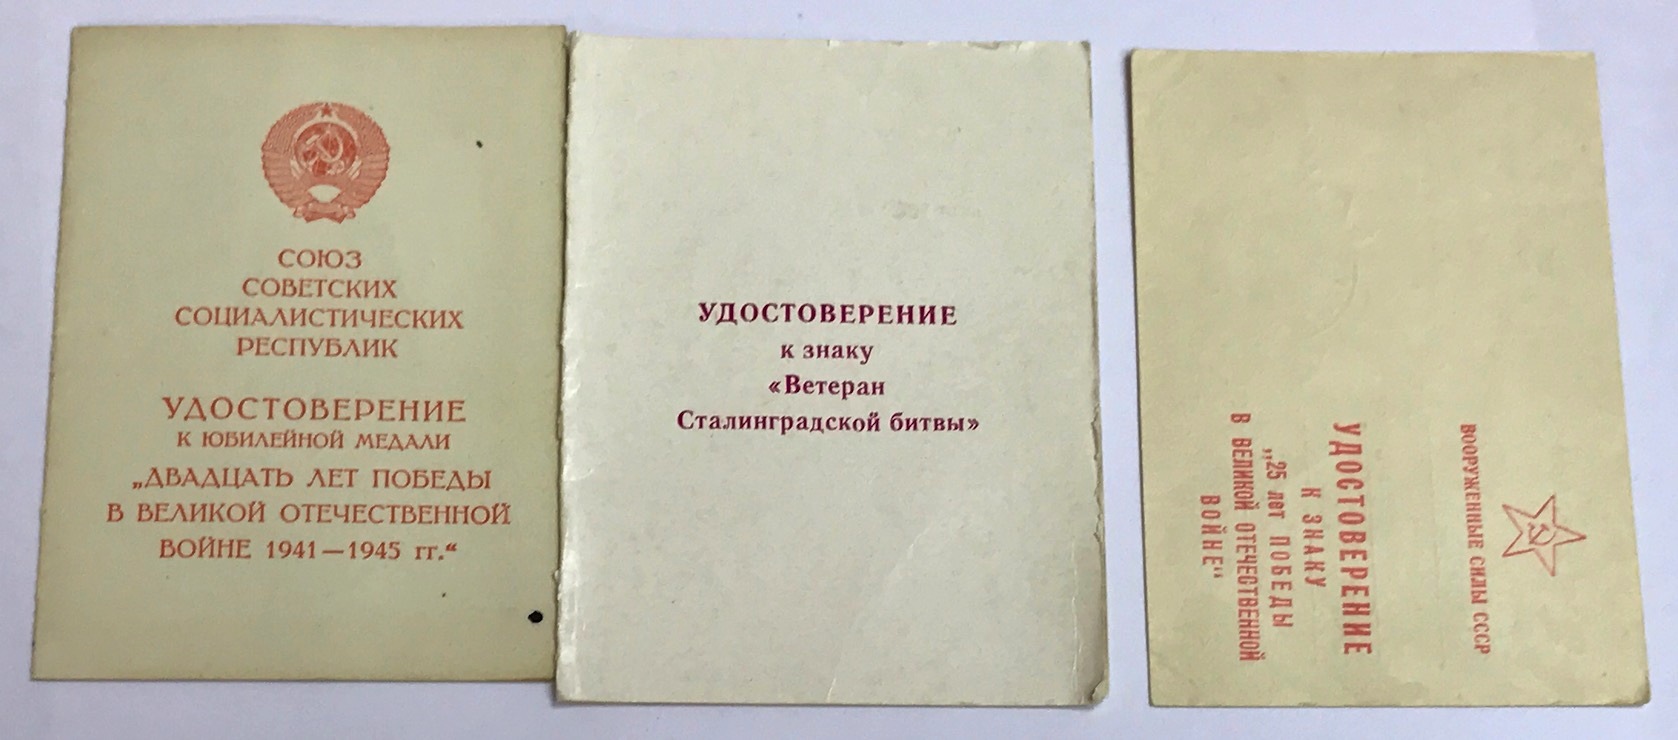 СОЮЗ
СОВЕТСКИХ
СОЦИАЛИСТИЧЕСКИХ
РЕСПУБЛИК
УДОСТОВЕРЕНИЕ
К ЮБИЛЕЙНОЙ МЕДАЛИ
„ДВАДЦАТЬ ЛЕТ ПОБЕДЫ
В ВЕЛИКОЙ ОТЕЧЕСТВЕННОЙ
ВОЙНЕ 1941—1945 гг.“
УДОСТОВЕРЕНИЕ
к знаку
«Ветеран
Сталинградской битвы»
ВООРУЖЕННЫЕ СИЛЫ СССР
УДОСТОВЕРЕНИЕ
К ЗНАКУ
„25 лет ПОБЕДЫ
В ВЕЛИКОЙ ОТЕЧЕСТВЕННОЙ
ВОЙНЕ“